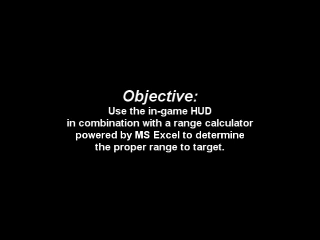 Objective:
Use the in-game HUD
in combination with a range calculator
powered by MS Excel to determine
the proper range to target.